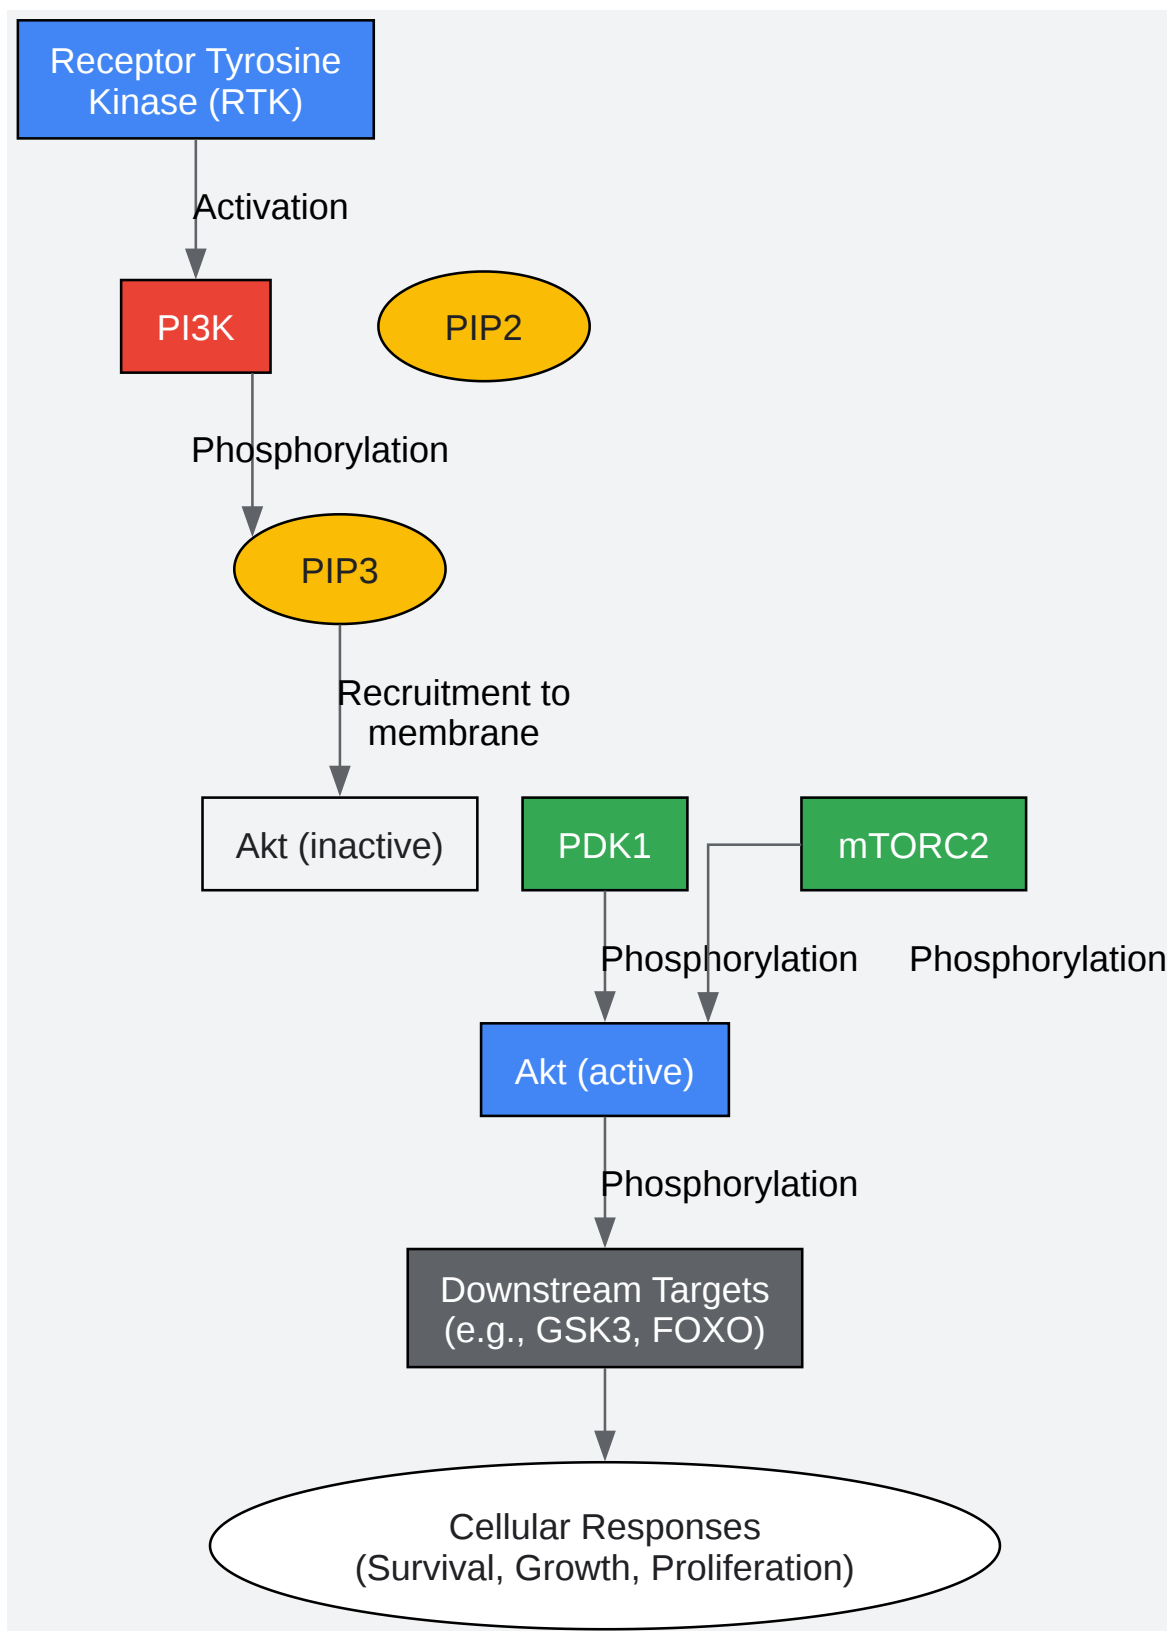 Receptor Tyrosine
Kinase (RTK)
Activation
PI3K
PIP2
Phosphorylation
PIP3
Recruitment to
membrane
Akt (inactive)
PDK1
mTORC2
Phosphorylation
Phosphorylation
Akt (active)
Phosphorylation
Downstream Targets
(e.g., GSK3, FOXO)
Cellular Responses
(Survival, Growth, Proliferation)